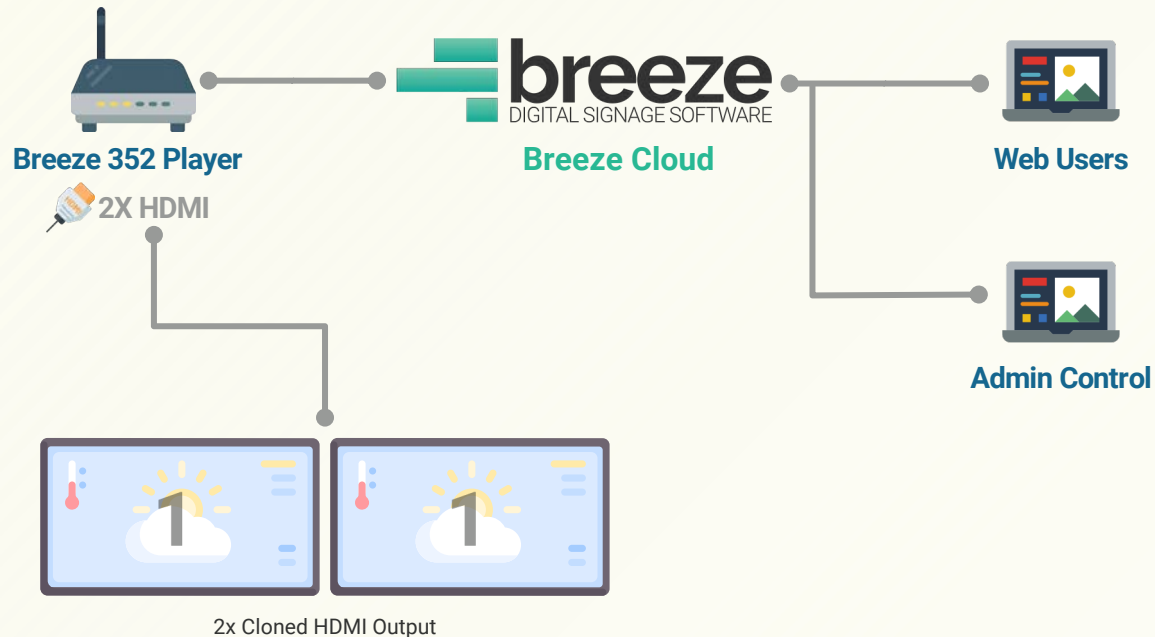 breeze
DIGITAL SIGNAGE SOFTWARE
Breeze 352 Player
Breeze Cloud
Web Users
HDMI
2X HDMI
Admin Control
1
1
2x Cloned HDMI Output